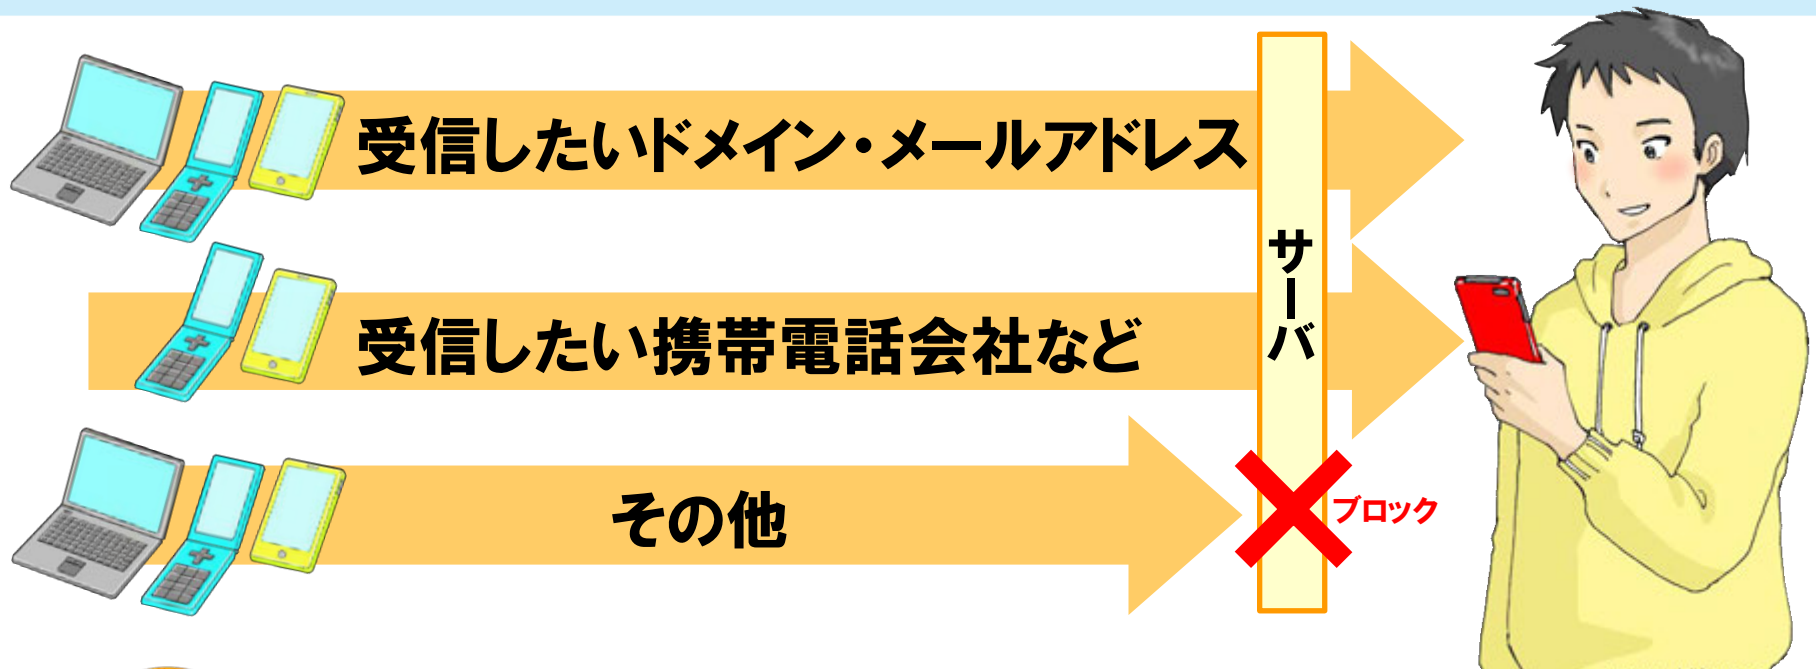 受信したいドメイン・メールアドレス
受信したい携帯電話会社など
その他
サーバ
ブロック